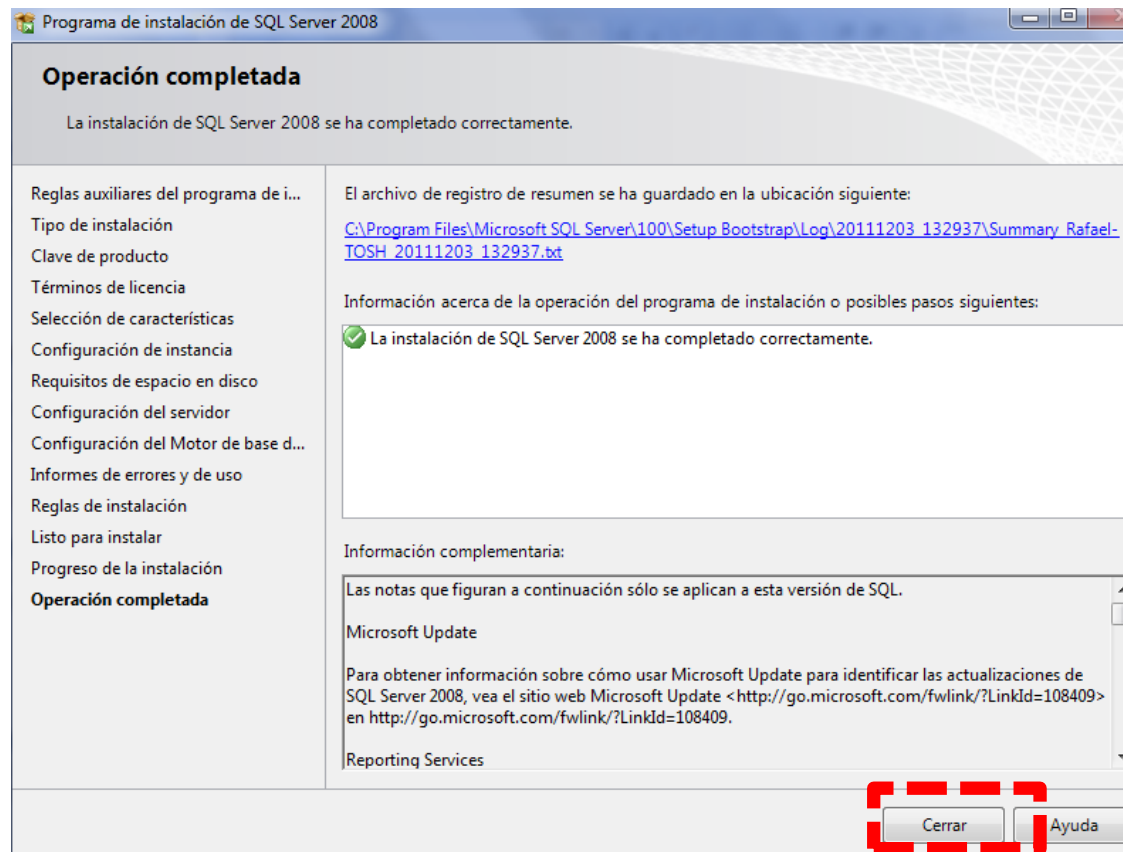 Programa de instalación de SQL Server 2008
Operación completada
La instalación de SQL Server 2008 se ha completado correctamente.
Reglas auxiliares del programa de i...
Tipo de instalación
Clave de producto
Términos de licencia
Selección de características
Configuración de instancia
Requisitos de espacio en disco
Configuración del servidor
Configuración del Motor de base d...
Informes de errores y de uso
Reglas de instalación
Listo para instalar
Progreso de la instalación
Operación completada
El archivo de registro de resumen se ha guardado en la ubicación siguiente:
C:\Program Files\Microsoft SQL Server\100\Setup Bootstrap\Log\20111203_132937\Summary_Rafael-
TOSH_20111203_132937.txt
Información acerca de la operación del programa de instalación o posibles pasos siguientes:
La instalación de SQL Server 2008 se ha completado correctamente.
Información complementaria:
Las notas que figuran a continuación sólo se aplican a esta versión de SQL.
Microsoft Update
Para obtener información sobre cómo usar Microsoft Update para identificar las actualizaciones de
SQL Server 2008, vea el sitio web Microsoft Update <http://go.microsoft.com/fwlink/?LinkId=108409>
en http://go.microsoft.com/fwlink/?LinkId=108409.
Reporting Services
Cerrar
Ayuda